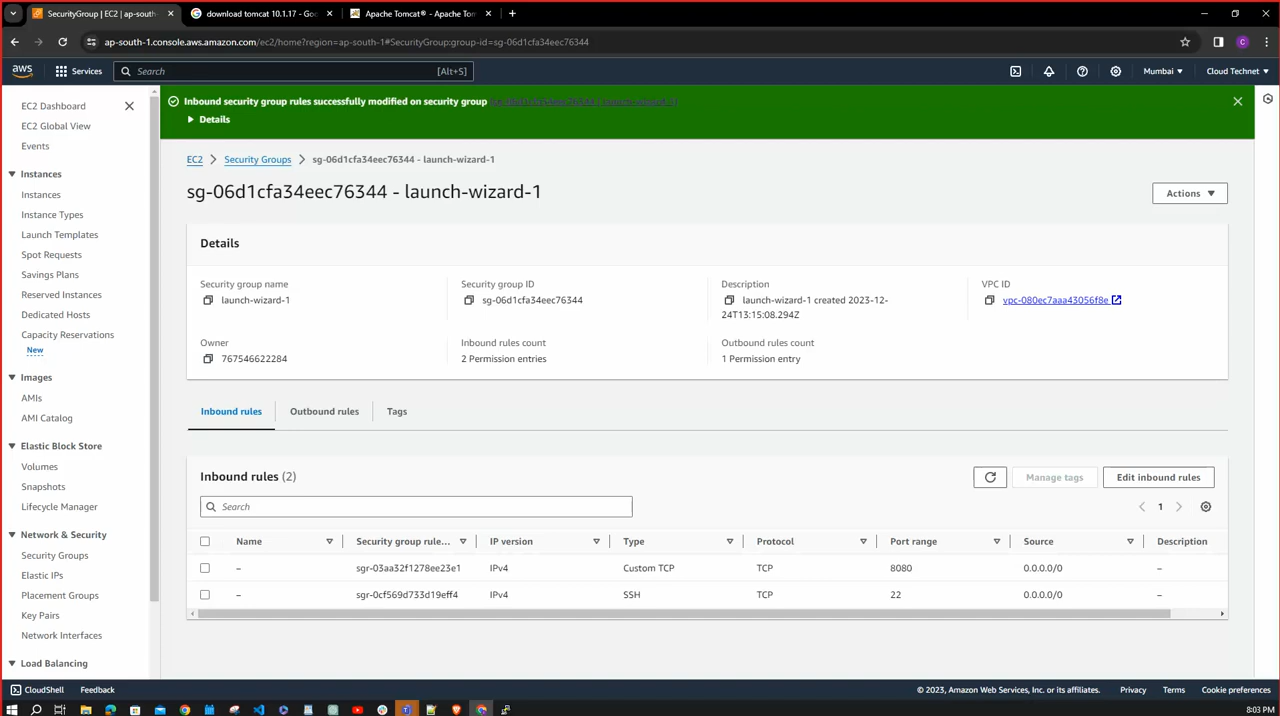 SecurityGroup | EC2 | ap-south-1
download tomcat 10.1.17 - Goo
Apache Tomcat® - Apache Tom
ap-south-1.console.aws.amazon.com/ec2/home?region=ap-south-1#SecurityGroup:group-id=sg-06d1cfa34eec76344
C
aws
Services
Search
[Alt+S]
Mumbai
Cloud Technet
EC2 Dashboard
EC2 Global View
Events
Instances
Instances
Instance Types
Launch Templates
Spot Requests
Savings Plans
Reserved Instances
Dedicated Hosts
Capacity Reservations
New
Images
AMIs
AMI Catalog
Elastic Block Store
Volumes
Snapshots
Lifecycle Manager
Network & Security
Security Groups
Elastic IPs
Placement Groups
Key Pairs
Network Interfaces
Load Balancing
Inbound security group rules successfully modified on security group
Details
EC2 > Security Groups > sg-06d1cfa34eec76344 - launch-wizard-1
sg-06d1cfa34eec76344 - launch-wizard-1
Actions
Details
Security group name
launch-wizard-1
Security group ID
sg-06d1cfa34eec76344
Description
launch-wizard-1 created 2023-12-
24T13:15:08.294Z
VPC ID
vpc-080ec7aaa43056f8e
Owner
767546622284
Inbound rules count
2 Permission entries
Outbound rules count
1 Permission entry
Inbound rules
Outbound rules
Tags
Inbound rules (2)
Manage tags
Edit inbound rules
Search
1
Name Security group rule... IP version Type Protocol Port range Source Description
– sgr-03aa32f1278ee23e1 IPv4 Custom TCP TCP 8080 0.0.0.0/0 –
– sgr-0cf569d733d19eff4 IPv4 SSH TCP 22 0.0.0.0/0 –
CloudShell
Feedback
© 2023, Amazon Web Services, Inc. or its affiliates.
Privacy
Terms
Cookie preferences
8:03 PM